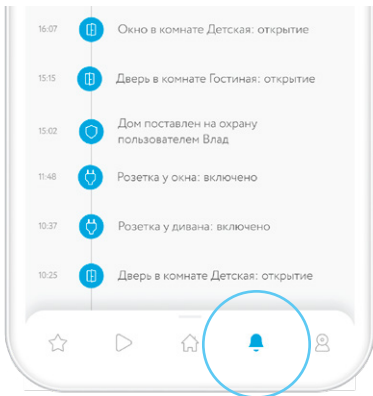 16:07 Окно в комнате Детская: открытие
15:15 Дверь в комнате Гостиная: открытие
15:02 Дом поставлен на охрану
пользователем Влад
11:48 Розетка у окна: включено
10:37 Розетка у дивана: включено
10:25 Дверь в комнате Детская: открытие